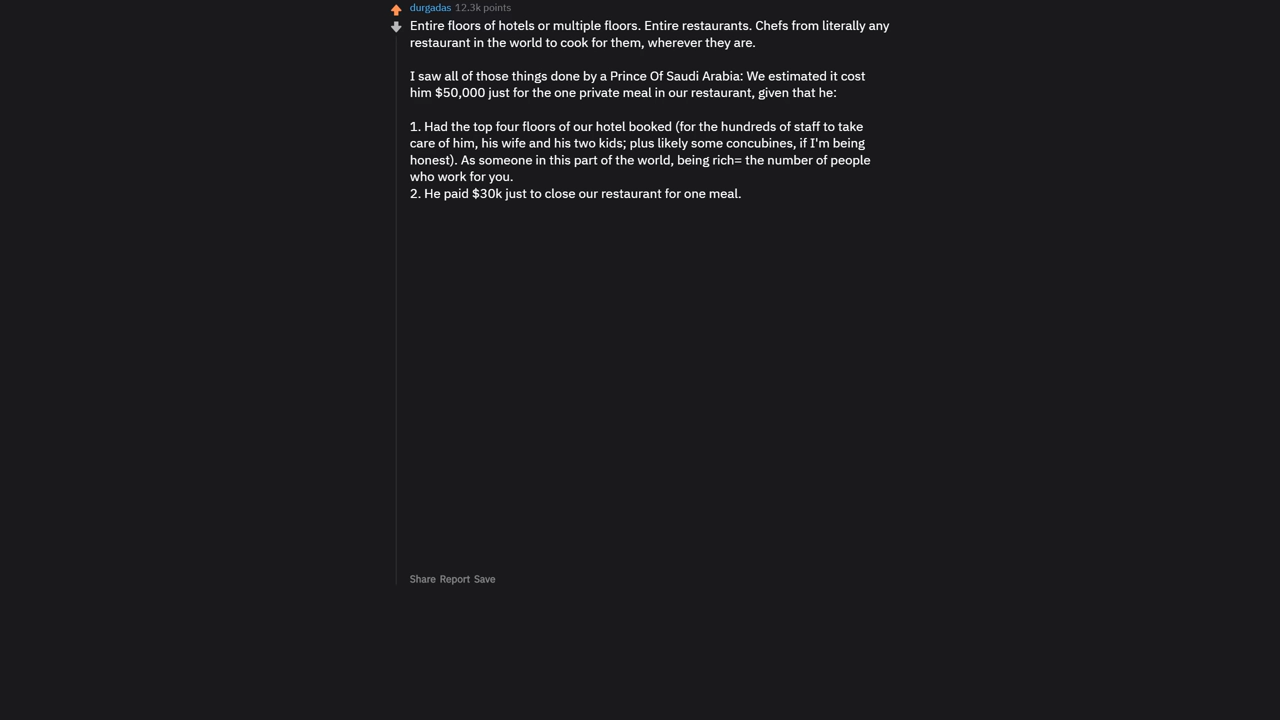 durgadas 12.3k points
Entire floors of hotels or multiple floors. Entire restaurants. Chefs from literally any
restaurant in the world to cook for them, wherever they are.
I saw all of those things done by a Prince Of Saudi Arabia: We estimated it cost
him $50,000 just for the one private meal in our restaurant, given that he:
1. Had the top four floors of our hotel booked (for the hundreds of staff to take
care of him, his wife and his two kids; plus likely some concubines, if I'm being
honest). As someone in this part of the world, being rich= the number of people
who work for you.
2. He paid $30k just to close our restaurant for one meal.
Share Report Save